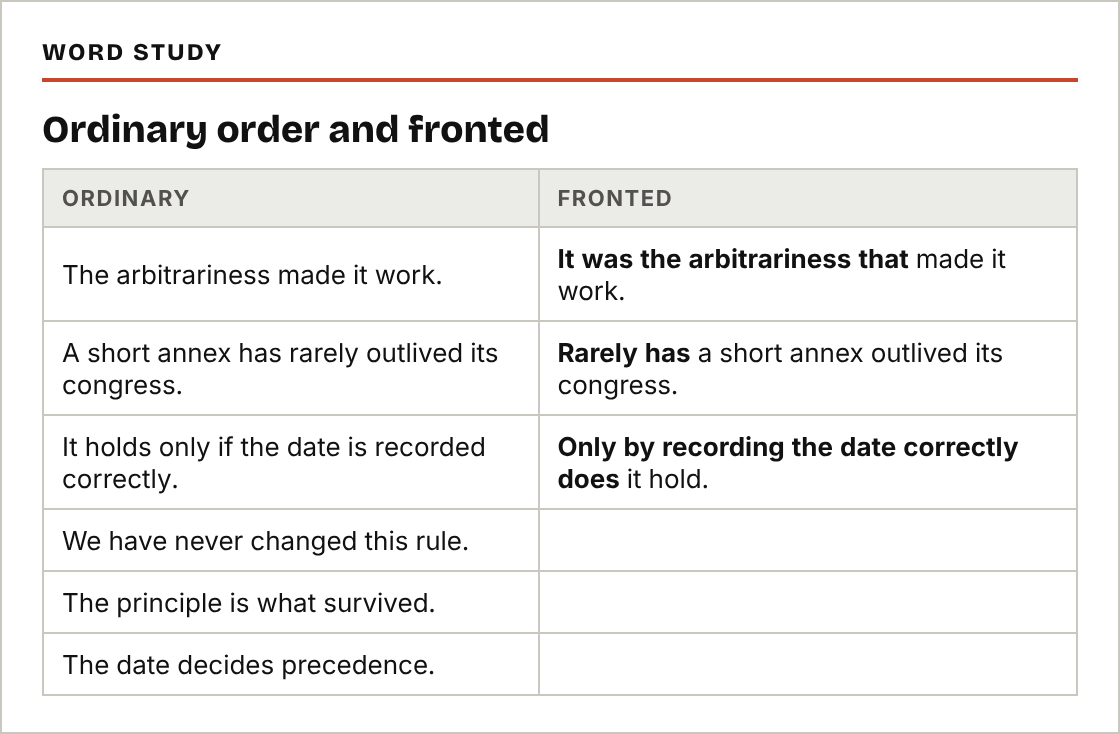 WORD STUDY
Ordinary order and fronted
ORDINARY
FRONTED
The arbitrariness made it work.
It was the arbitrariness that made it
work.
A short annex has rarely outlived its
congress.
Rarely has a short annex outlived its
congress.
It holds only if the date is recorded
correctly.
Only by recording the date correctly
does it hold.
We have never changed this rule.
The principle is what survived.
The date decides precedence.